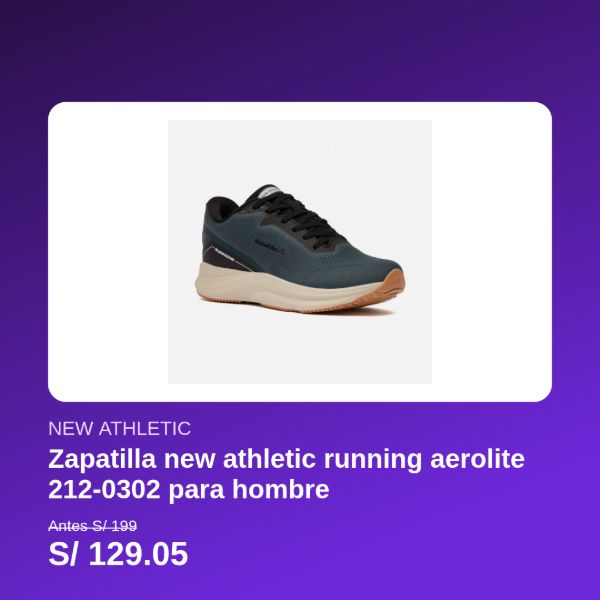 NEW ATHLETIC
Zapatilla new athletic running aerolite
212-0302 para hombre
Antes S/ 199
S/ 129.05